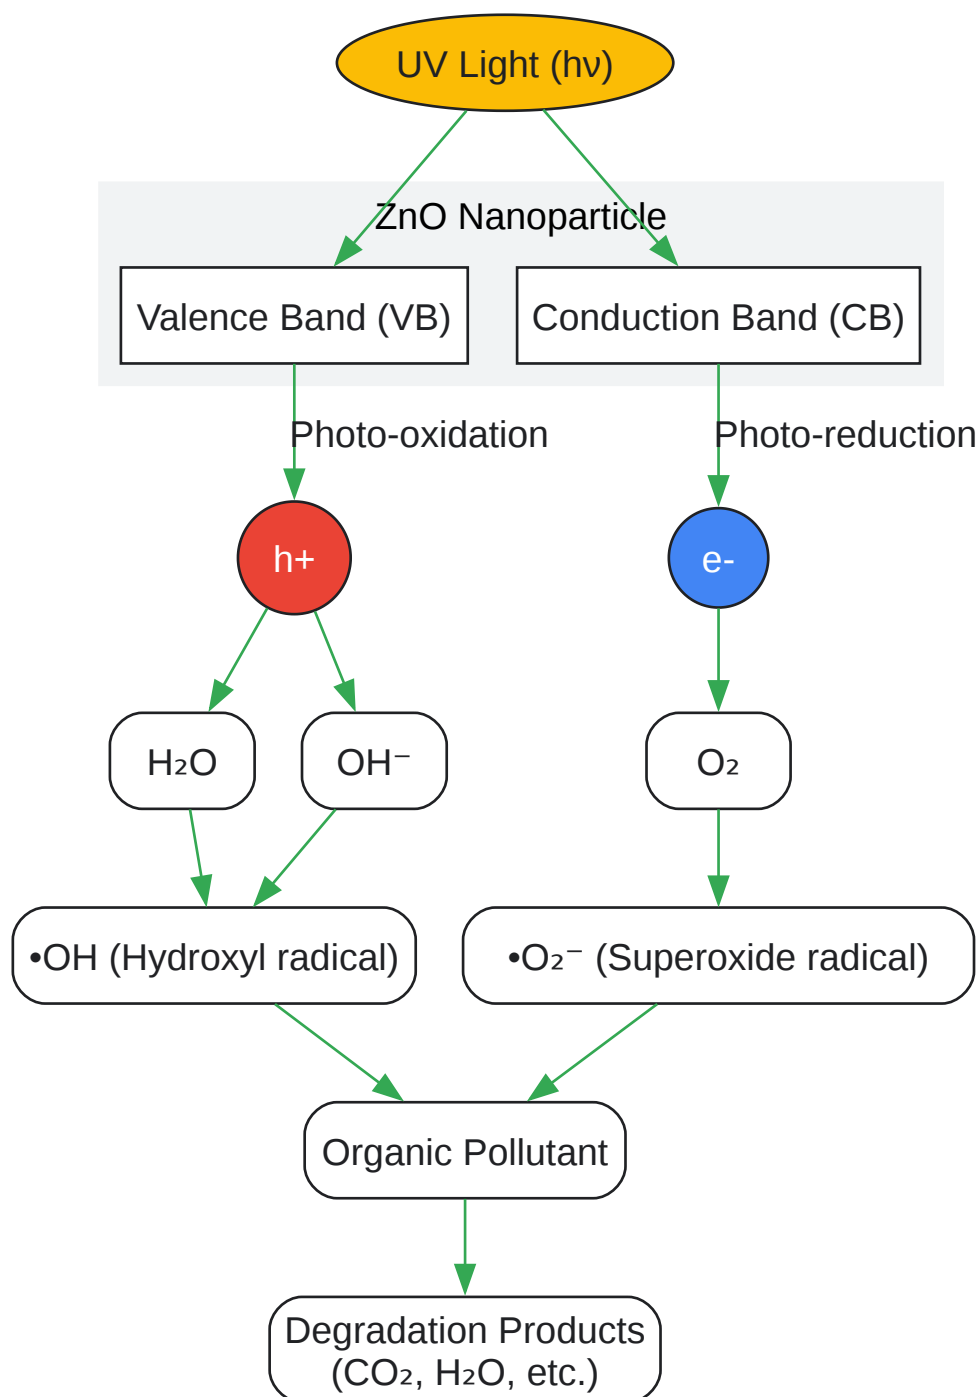 UV Light (hν)
ZnO Nanoparticle
Valence Band (VB)
Conduction Band (CB)
Photo-oxidation
Photo-reduction
h+
e-
H₂O
OH⁻
O₂
•OH (Hydroxyl radical)
•O₂⁻ (Superoxide radical)
Organic Pollutant
Degradation Products
(CO₂, H₂O, etc.)